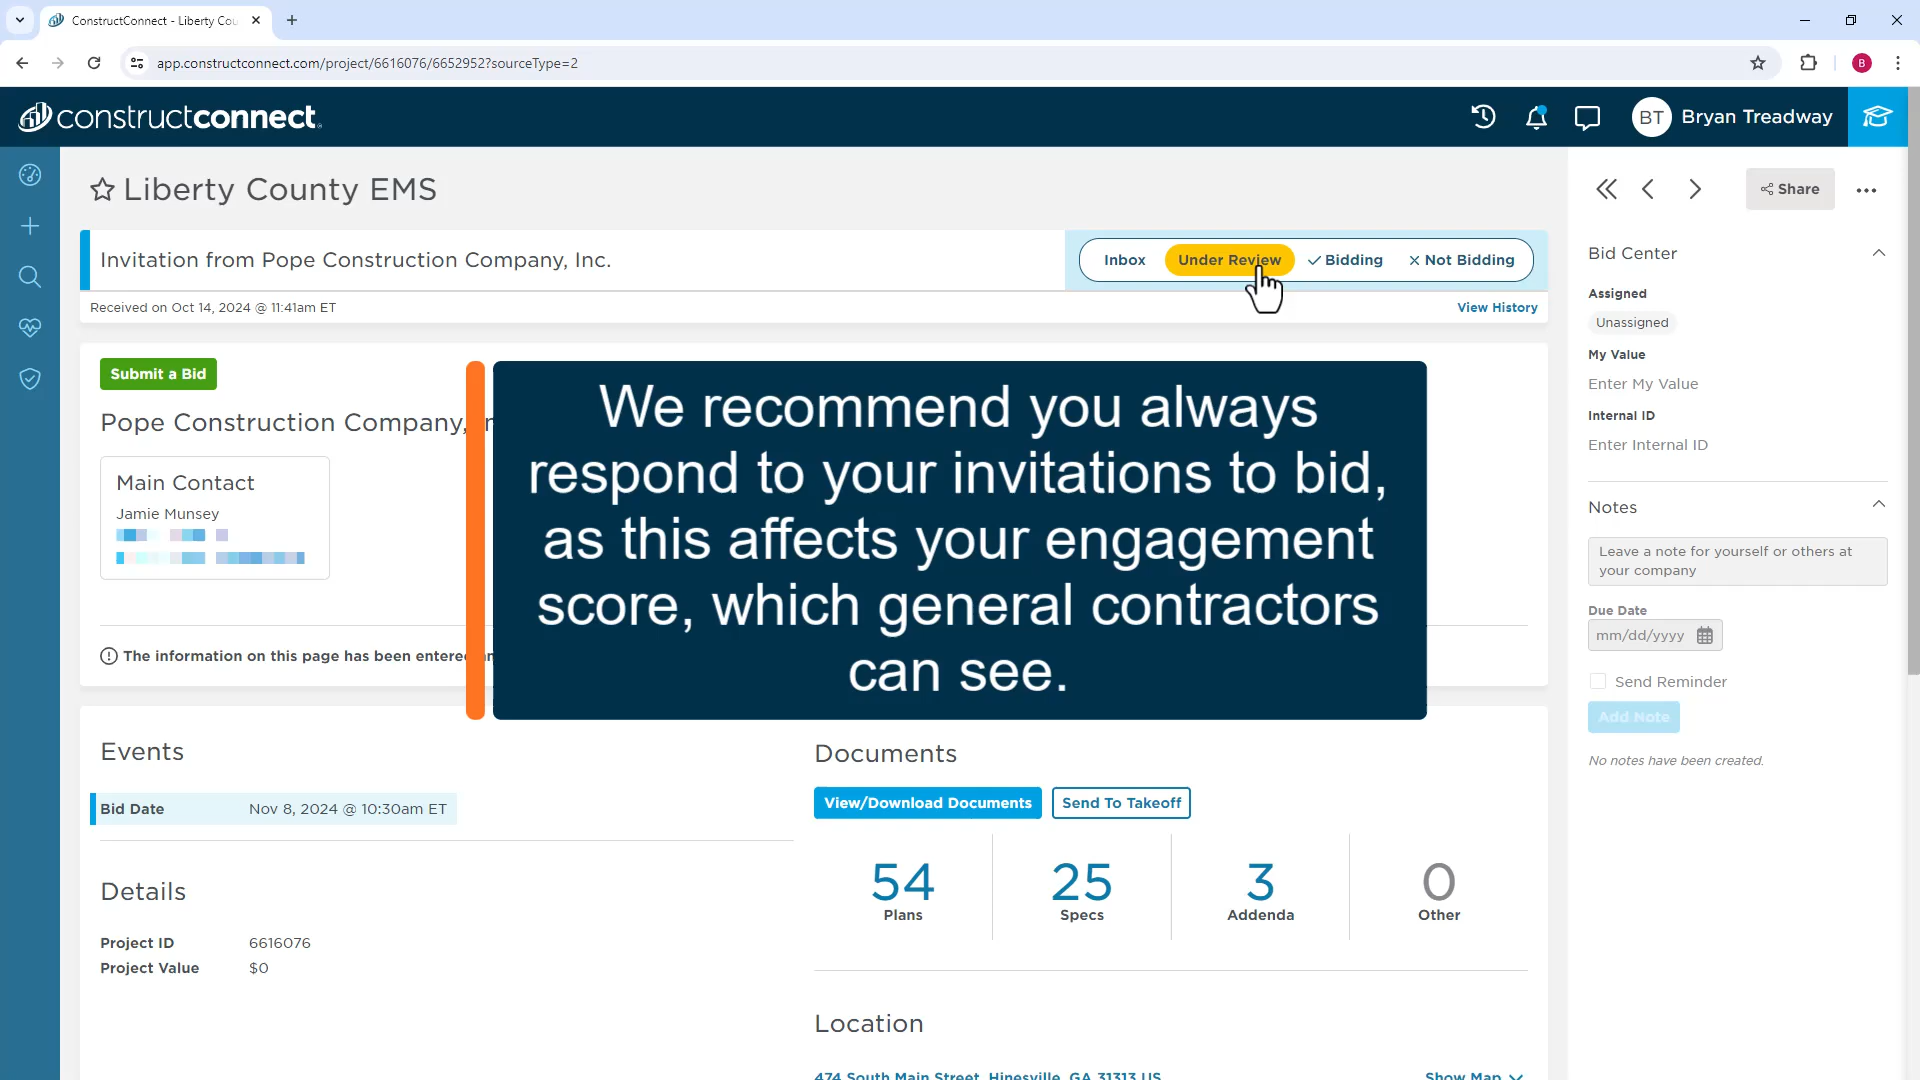 ConstructConnect - Liberty Cou
app.constructconnect.com/project/6616076/6652952?sourceType=2
B
constructconnect.
BT Bryan Treadway
Liberty County EMS
Share
Invitation from Pope Construction Company, Inc.
Inbox Under Review Bidding Not Bidding
Received on Oct 14, 2024 @ 11:41am ET
View History
Submit a Bid
Pope Construction Company,
Main Contact
Jamie Munsey
The information on this page has been entere
We recommend you always
respond to your invitations to bid,
as this affects your engagement
score, which general contractors
can see.
Events
Bid Date Nov 8, 2024 @ 10:30am ET
Details
Project ID 6616076
Project Value $0
Documents
View/Download Documents Send To Takeoff
54 25 3 0
Plans Specs Addenda Other
Location
474 South Main Street, Hinesville, GA 31313 US
Show Map
Bid Center
Assigned
Unassigned
My Value
Enter My Value
Internal ID
Enter Internal ID
Notes
Leave a note for yourself or others at
your company
Due Date
mm/dd/yyyy
Send Reminder
Add Note
No notes have been created.